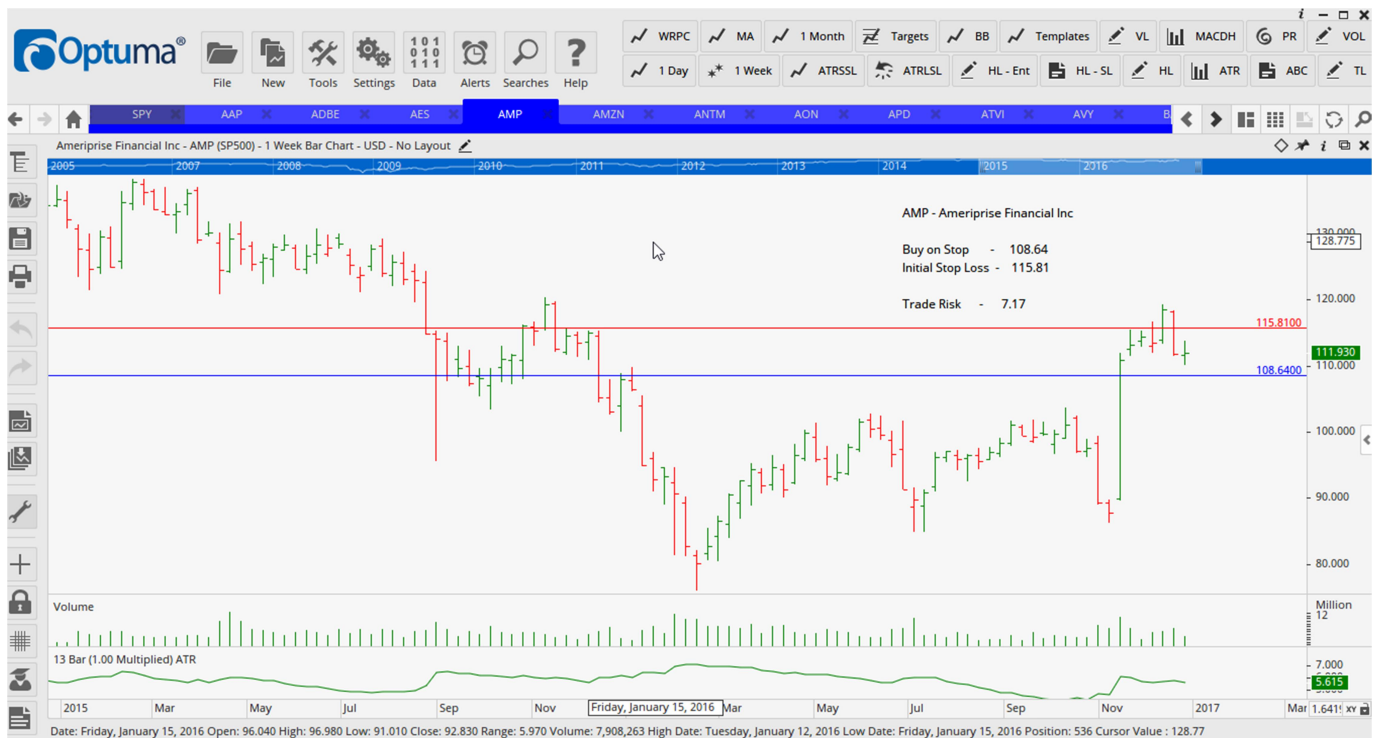 Optuma®
File
New
Tools
Settings
Data
Alerts
Searches
Help
WRPC
MA
1 Month
Targets
BB
Templates
VL
MACDH
PR
VOL
1 Day
1 Week
ATRSSL
ATRLSL
HL - Ent
HL - SL
HL
ATR
ABC
TL
SPY
AAP
ADBE
AES
AMP
AMZN
ANTM
AON
APD
ATVI
AVY
Ameriprise Financial Inc - AMP (SP500) - 1 Week Bar Chart - USD - No Layout
2005 2007 2008 2009 2010 2011 2012 2013 2014 2015 2016
AMP - Ameriprise Financial Inc
Buy on Stop - 108.64
Initial Stop Loss - 115.81
Trade Risk - 7.17
130.000
128.775
120.000
115.8100
111.930
110.000
108.6400
100.000
90.000
80.000
Volume
Million
12
13 Bar (1.00 Multiplied) ATR
7.000
5.615
2015 Mar May Jul Sep Nov Friday, January 15, 2016 Mar May Jul Sep Nov 2017 Mar 1.641 XY
Date: Friday, January 15, 2016 Open: 96.040 High: 96.980 Low: 91.010 Close: 92.830 Range: 5.970 Volume: 7,908,263 High Date: Tuesday, January 12, 2016 Low Date: Friday, January 15, 2016 Position: 536 Cursor Value : 128.77